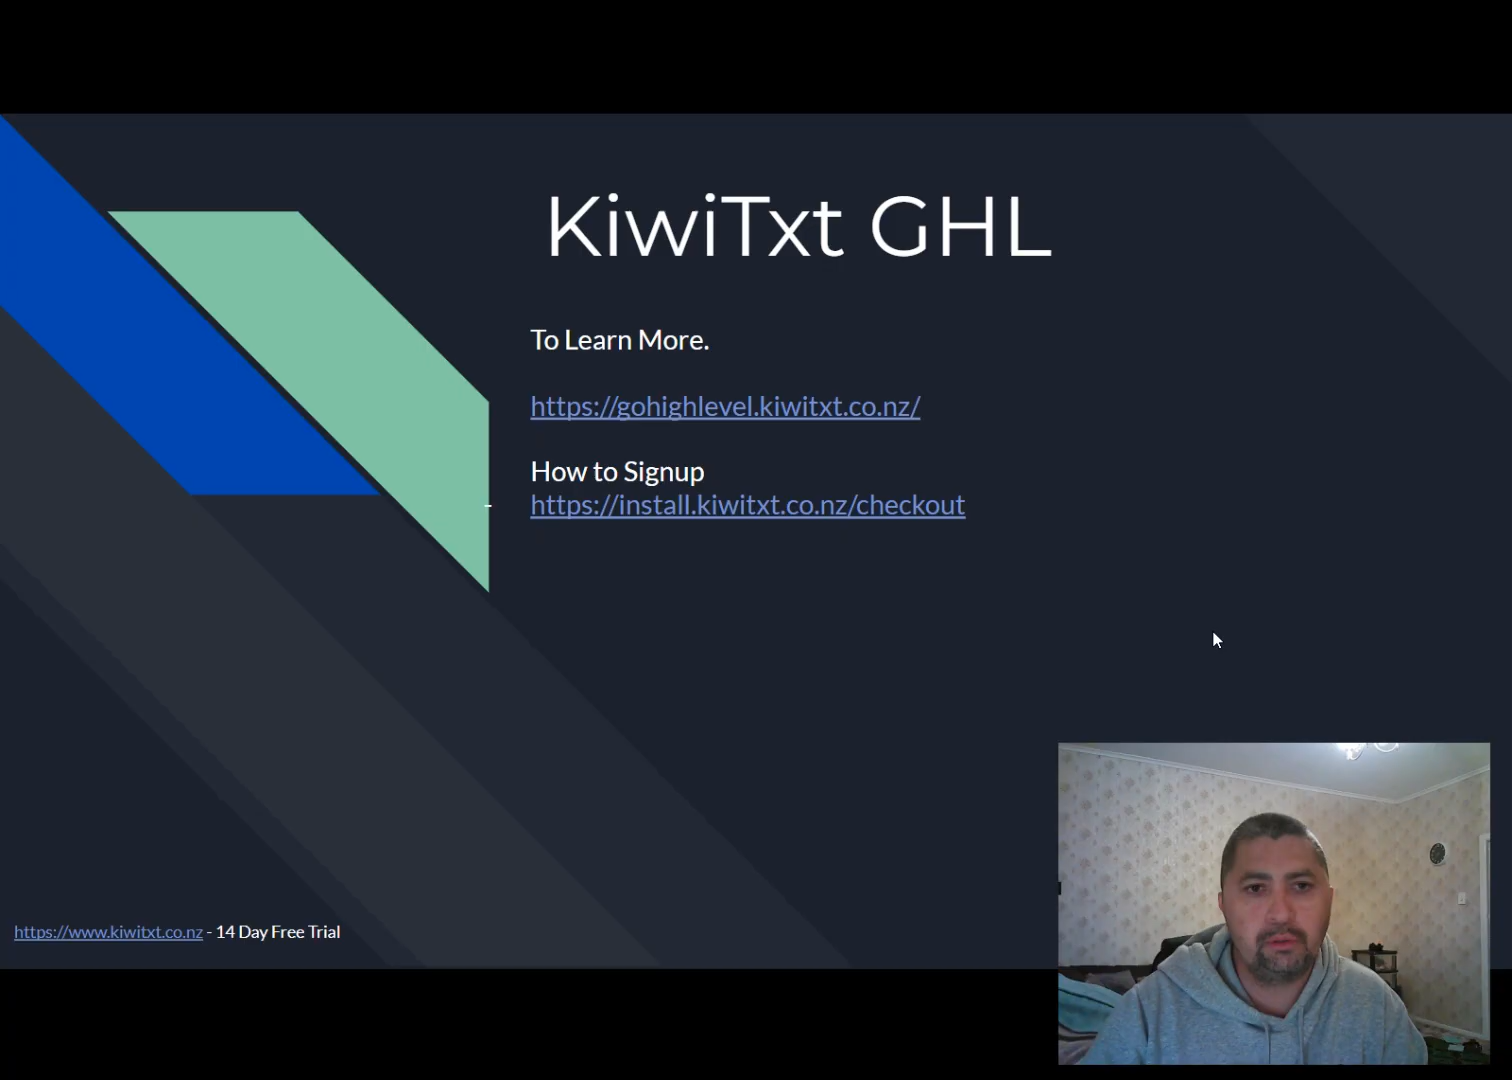 KiwiTxt GHL
To Learn More.
https://gohighlevel.kiwitxt.co.nz/
How to Signup
- https://install.kiwitxt.co.nz/checkout
https://www.kiwitxt.co.nz - 14 Day Free Trial